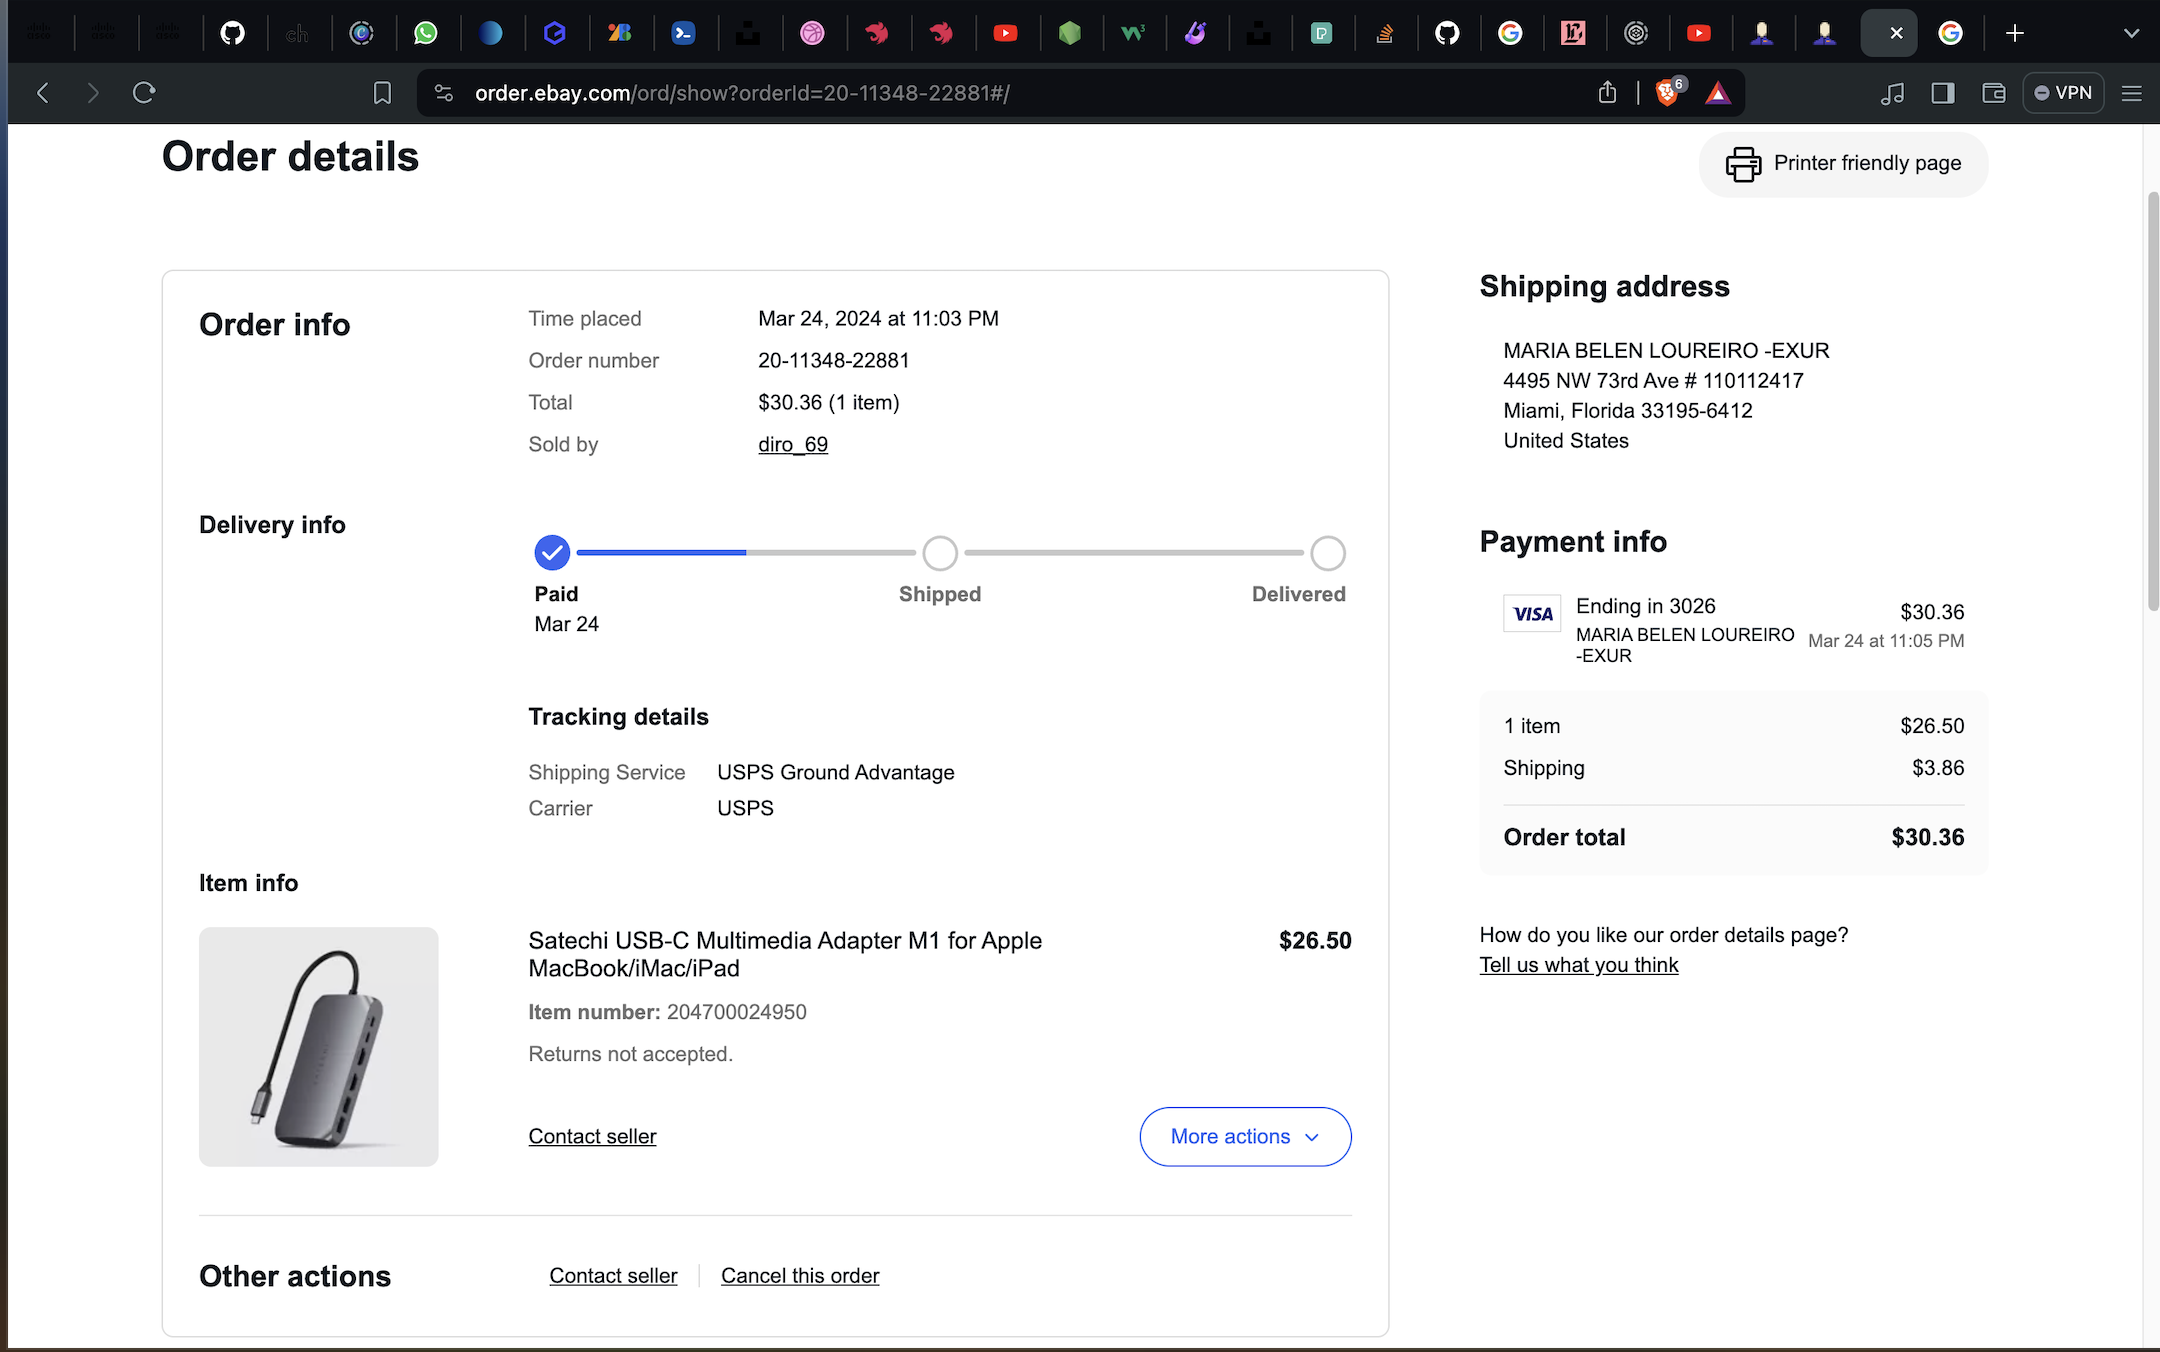 order.ebay.com/ord/show?orderId=20-11348-22881#/
6
VPN
Order details
Printer friendly page
Order info
Time placed Mar 24, 2024 at 11:03 PM
Order number 20-11348-22881
Total $30.36 (1 item)
Sold by diro_69
Delivery info
Paid
Mar 24
Shipped
Delivered
Tracking details
Shipping Service USPS Ground Advantage
Carrier USPS
Item info
Satechi USB-C Multimedia Adapter M1 for Apple
MacBook/iMac/iPad
$26.50
Item number: 204700024950
Returns not accepted.
Contact seller
More actions
Other actions
Contact seller
Cancel this order
Shipping address
MARIA BELEN LOUREIRO -EXUR
4495 NW 73rd Ave # 110112417
Miami, Florida 33195-6412
United States
Payment info
VISA
Ending in 3026
MARIA BELEN LOUREIRO
-EXUR
$30.36
Mar 24 at 11:05 PM
1 item $26.50
Shipping $3.86
Order total $30.36
How do you like our order details page?
Tell us what you think